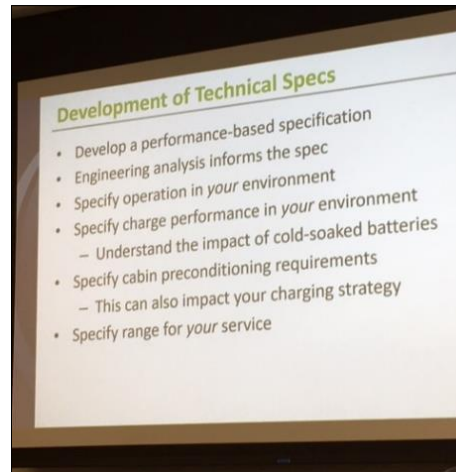 Development of Technical Specs
• Develop a performance-based specification
• Engineering analysis informs the spec
• Specify operation in your environment
• Specify charge performance in your environment
– Understand the impact of cold-soaked batteries
• Specify cabin preconditioning requirements
– This can also impact your charging strategy
• Specify range for your service